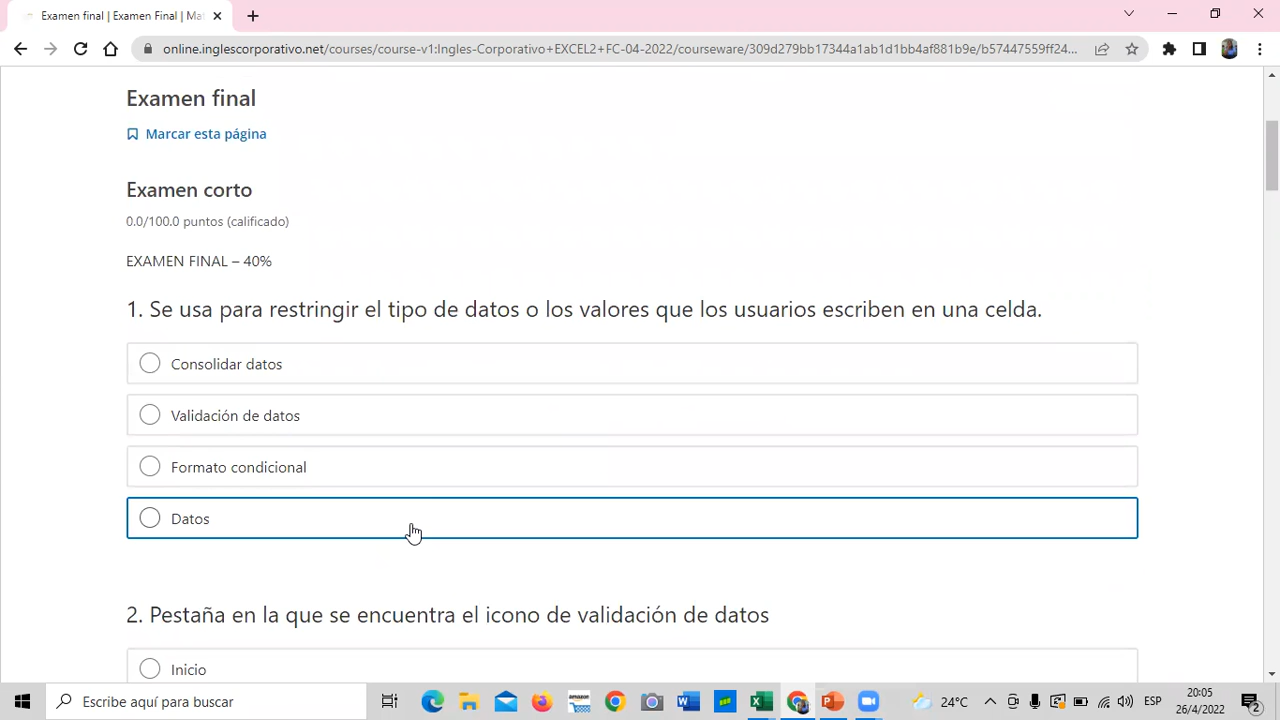 Examen final | Examen Final | Ma
online.inglescorporativo.net/courses/course-v1:Ingles-Corporativo+EXCEL2+FC-04-2022/courseware/309d279bb17344a1ab1d1bb4af881b9e/b57447559ff24...
Examen final
Marcar esta página
Examen corto
0.0/100.0 puntos (calificado)
EXAMEN FINAL – 40%
1. Se usa para restringir el tipo de datos o los valores que los usuarios escriben en una celda.
Consolidar datos
Validación de datos
Formato condicional
Datos
2. Pestaña en la que se encuentra el icono de validación de datos
Inicio
Escribe aquí para buscar
24°C
ESP
20:05
26/4/2022
2